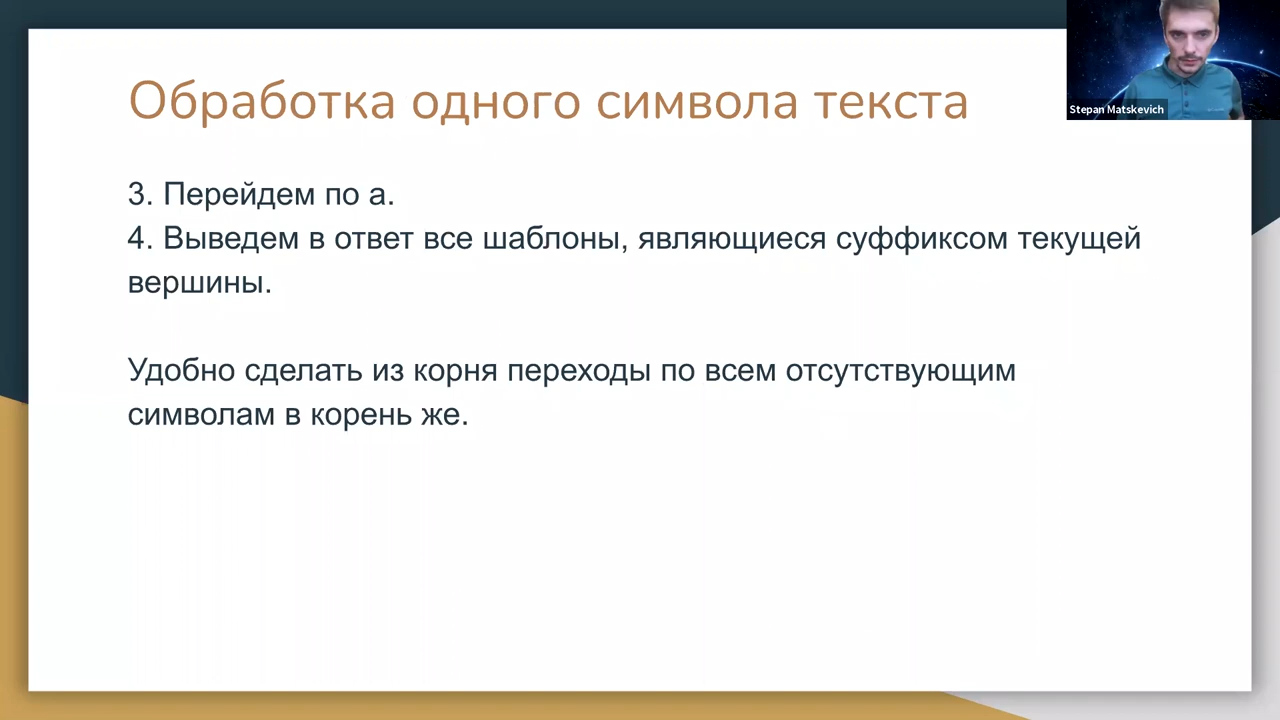 Обработка одного символа текста
Stepan Matskevich
3. Перейдем по a.
4. Выведем в ответ все шаблоны, являющиеся суффиксом текущей
вершины.
Удобно сделать из корня переходы по всем отсутствующим
символам в корень же.